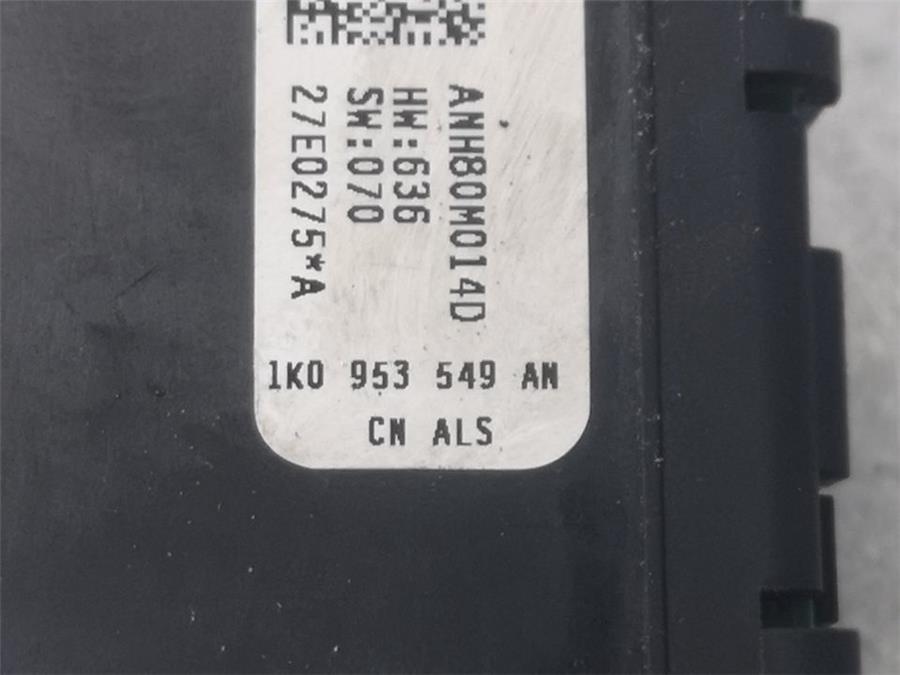 ANH80M014D
HW:636
SW:070
27E0275*A
1K0 953 549 AN
CN ALS